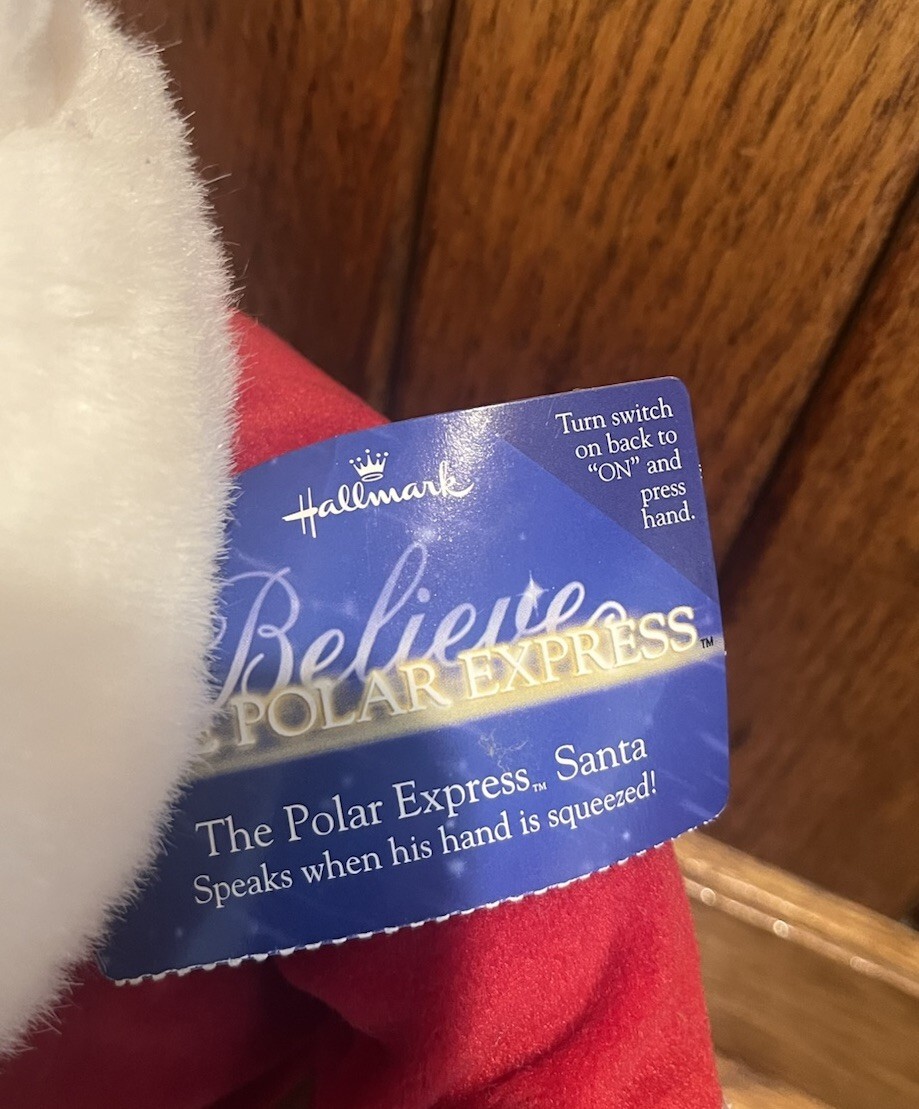 Hallmark
Turn switch
on back to
"ON" and
press
hand.
Believe
POLAR EXPRESS™
The Polar Express™ Santa
Speaks when his hand is squeezed!